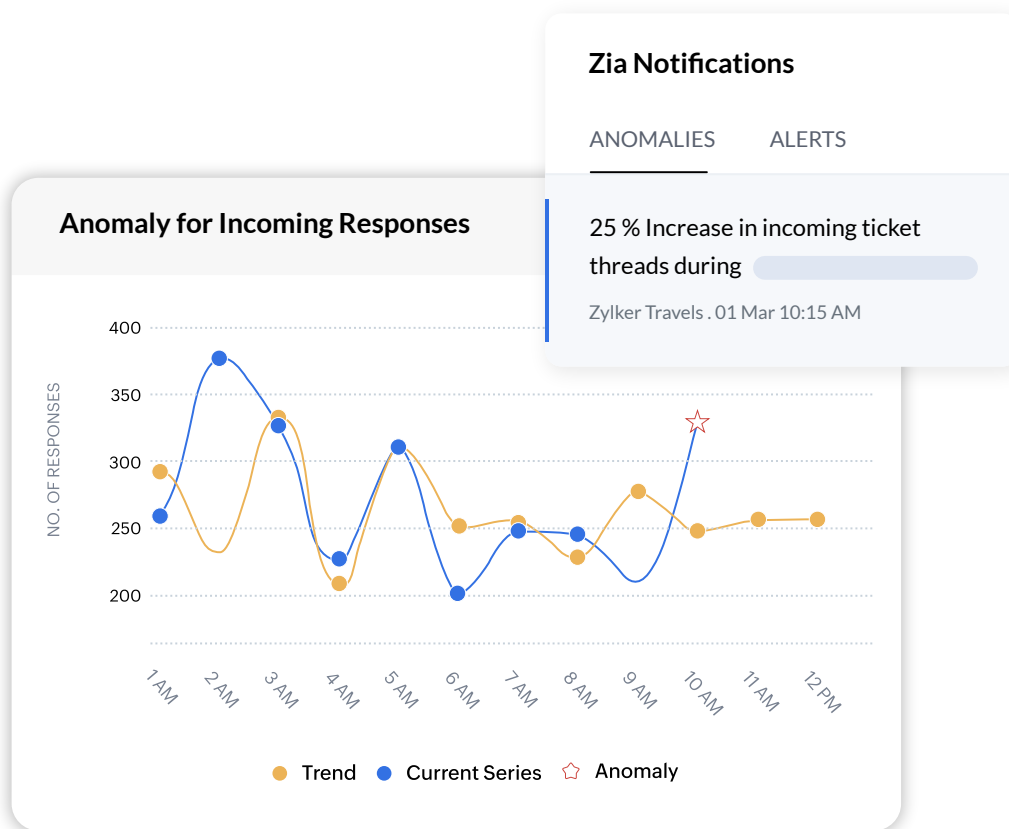 Zia Notifications
ANOMALIES ALERTS
25 % Increase in incoming ticket
threads during
Zylker Travels . 01 Mar 10:15 AM
Anomaly for Incoming Responses
NO. OF RESPONSES
400
350
300
250
200
1 AM 2 AM 3 AM 4 AM 5 AM 6 AM 7 AM 8 AM 9 AM 10 AM 11 AM 12 PM
Trend Current Series Anomaly